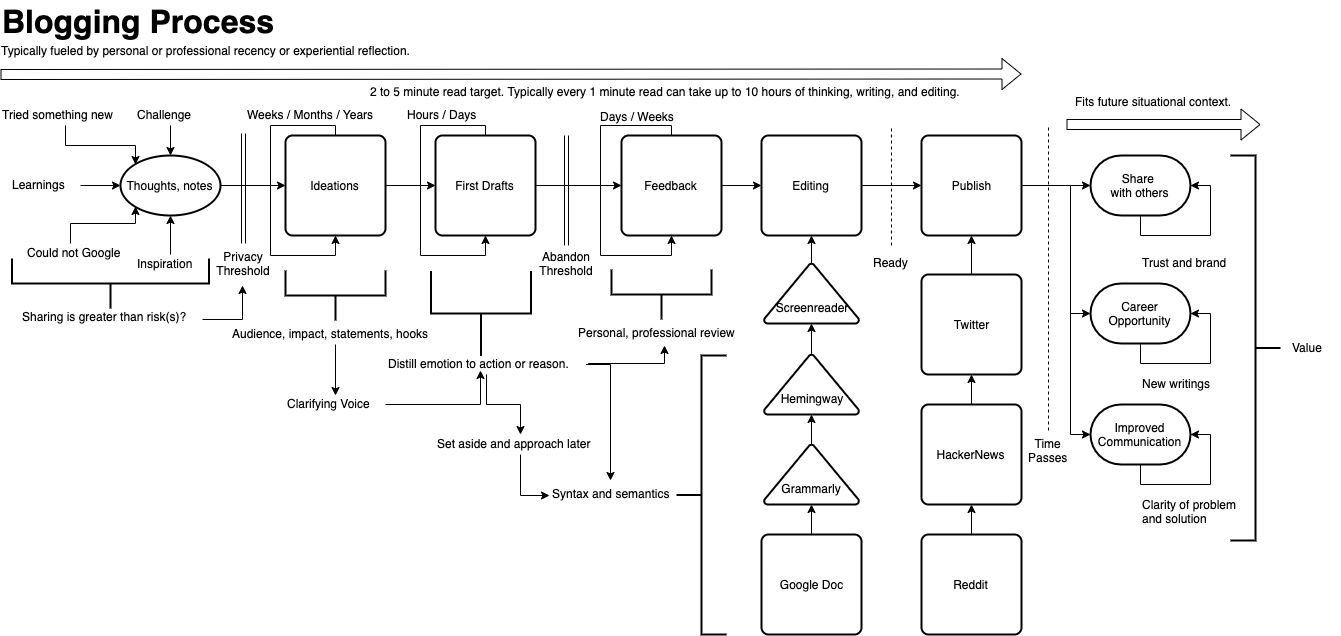 Blogging Process
Typically fueled by personal or professional recency or experiential reflection.
2 to 5 minute read target. Typically every 1 minute read can take up to 10 hours of thinking, writing, and editing.
Fits future situational context.
Tried something new
Challenge
Weeks / Months / Years
Hours / Days
Days / Weeks
Learnings
Thoughts, notes
Ideations
First Drafts
Feedback
Editing
Publish
Share
with others
Could not Google
Inspiration
Privacy
Threshold
Abandon
Threshold
Ready
Trust and brand
Sharing is greater than risk(s)?
Audience, impact, statements, hooks
Personal, professional review
Screenreader
Twitter
Career
Opportunity
Value
Distill emotion to action or reason.
New writings
Clarifying Voice
Hemingway
Set aside and approach later
HackerNews
Time
Passes
Improved
Communication
Syntax and semantics
Grammarly
Clarity of problem
and solution
Google Doc
Reddit